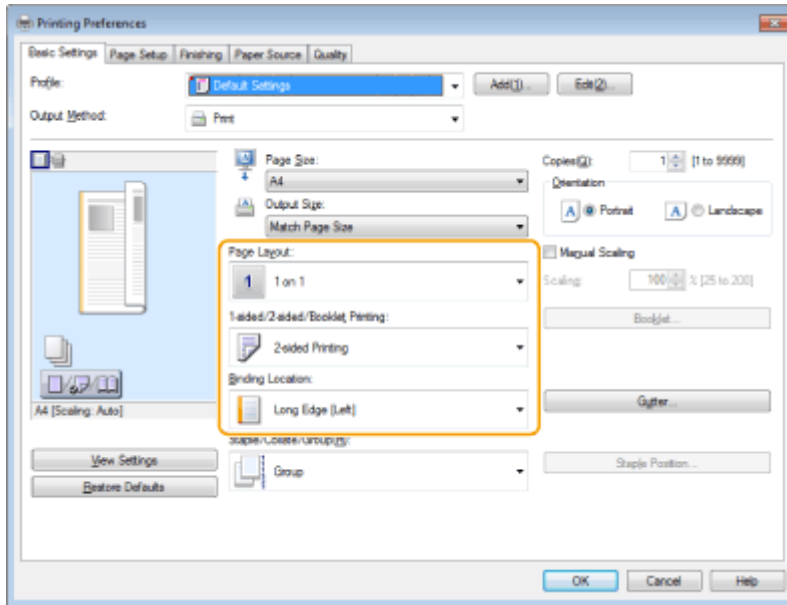 Printing Preferences
Basic Settings Page Setup Finishing Paper Source Quality
Profile: Default Settings Add(1)... Edit(2)...
Output Method: Print
Page Size: Copies(Q): 1 [1 to 9999]
A4 Orientation
Output Size: A Portrait A Landscape
Match Page Size
Page Layout: Manual Scaling
1 1 on 1 Scaling: 100 % [25 to 200]
1-sided/2-sided/Booklet Printing: Booklet...
2-sided Printing
Binding Location:
Long Edge (Left) Gutter...
A4 [Scaling: Auto]
Staple/Collate/Group(R):
View Settings Group Staple Position...
Restore Defaults
OK Cancel Help